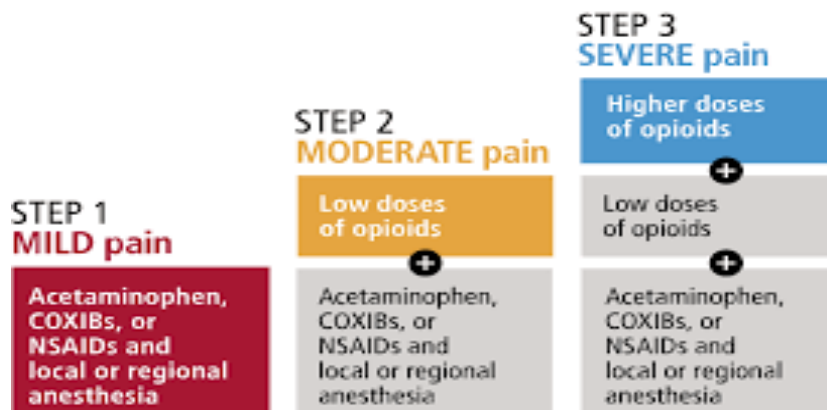 STEP 1
MILD pain
Acetaminophen,
COXIBs, or
NSAIDs and
local or regional
anesthesia
STEP 2
MODERATE pain
Low doses
of opioids
+
Acetaminophen,
COXIBs, or
NSAIDs and
local or regional
anesthesia
STEP 3
SEVERE pain
Higher doses
of opioids
+
Low doses
of opioids
+
Acetaminophen,
COXIBs, or
NSAIDs and
local or regional
anesthesia